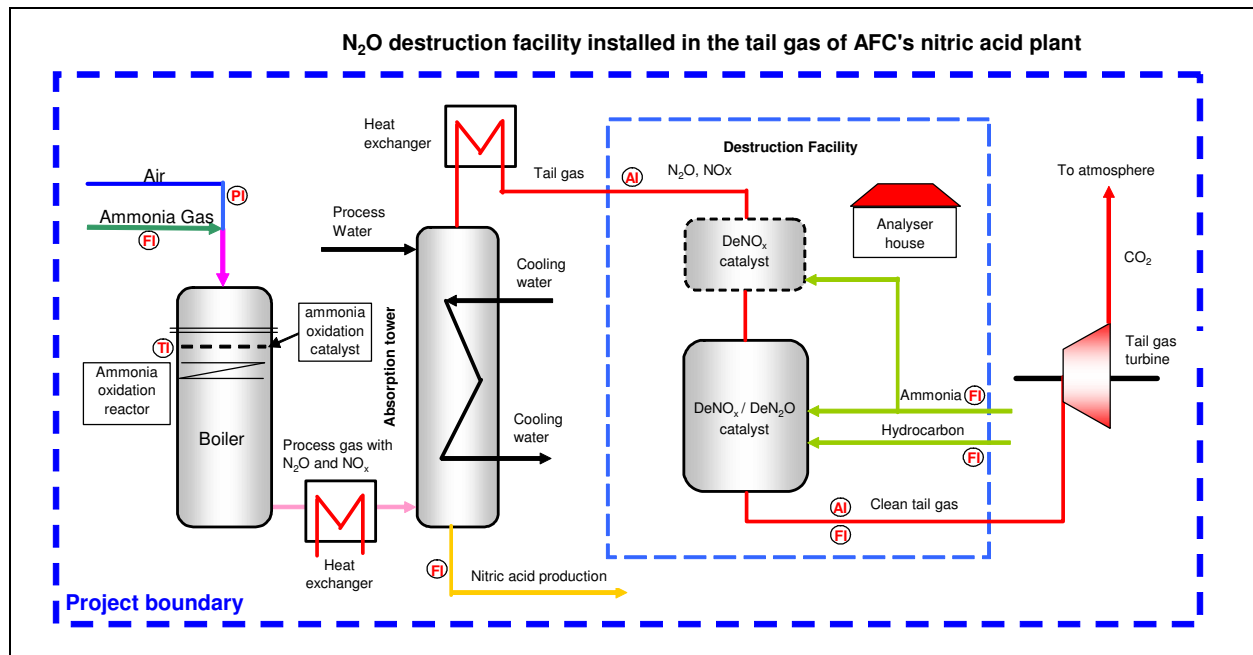 N₂O destruction facility installed in the tail gas of AFC's nitric acid plant
Heat
exchanger
Tail gas
AI
N₂O, NOx
Destruction Facility
Analyser
house
To atmosphere
CO₂
Tail gas
turbine
Air
PI
Ammonia Gas
FI
Process
Water
Cooling
water
DeNOₓ
catalyst
TI
ammonia
oxidation
catalyst
Ammonia
oxidation
reactor
Boiler
Absorption tower
Cooling
water
DeNOₓ / DeN₂O
catalyst
Ammonia
FI
Hydrocarbon
FI
Process gas with
N₂O and NOₓ
Heat
exchanger
AI
Clean tail gas
FI
FI
Nitric acid production
Project boundary